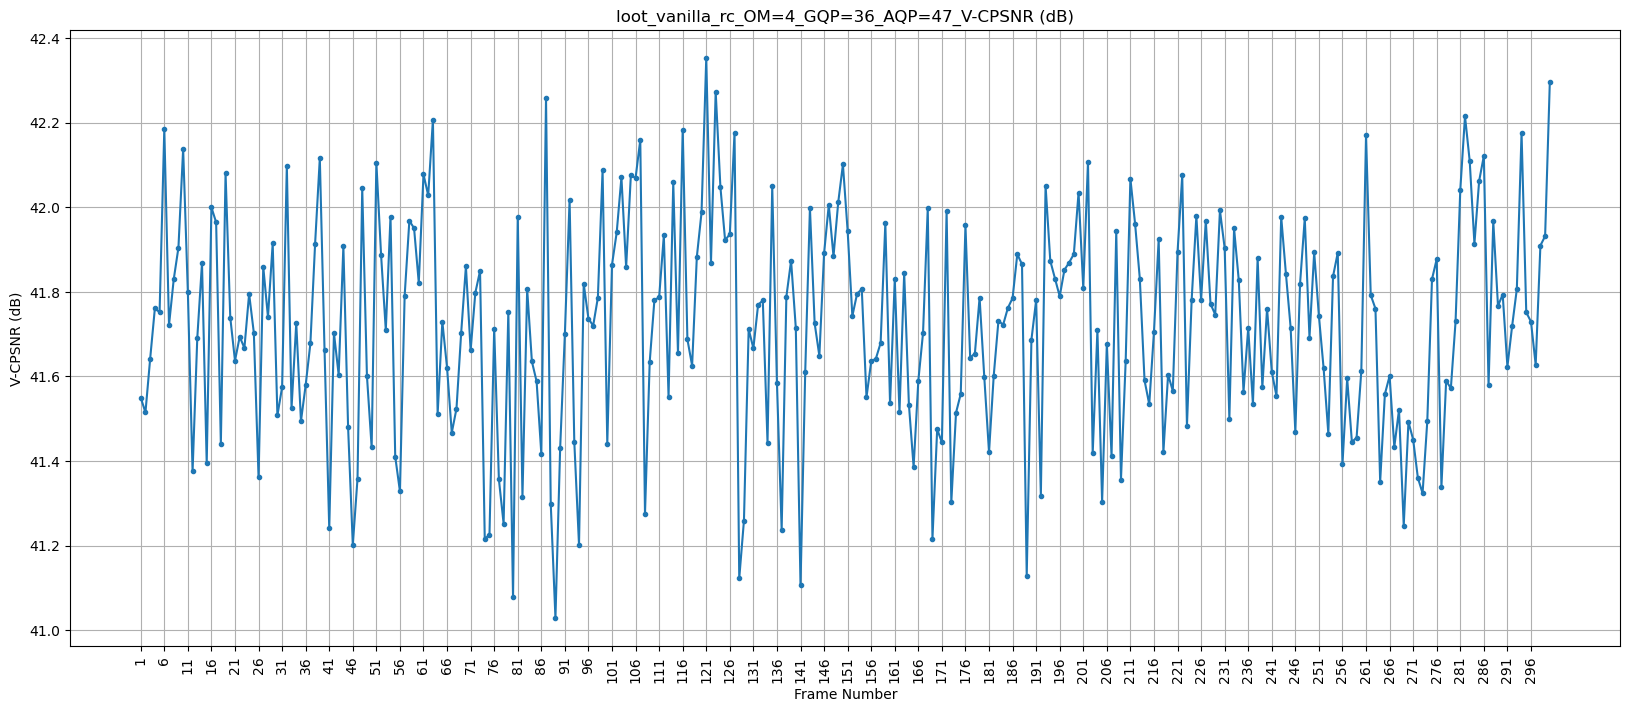 loot_vanilla_rc_OM=4_GQP=36_AQP=47_V-CPSNR (dB)
42.4
42.2
42.0
41.8
41.6
41.4
41.2
41.0
V-CPSNR (dB)
1 6 11 16 21 26 31 36 41 46 51 56 61 66 71 76 81 86 91 96 101 106 111 116 121 126 131 136 141 146 151 156 161 166 171 176 181 186 191 196 201 206 211 216 221 226 231 236 241 246 251 256 261 266 271 276 281 286 291 296
Frame Number